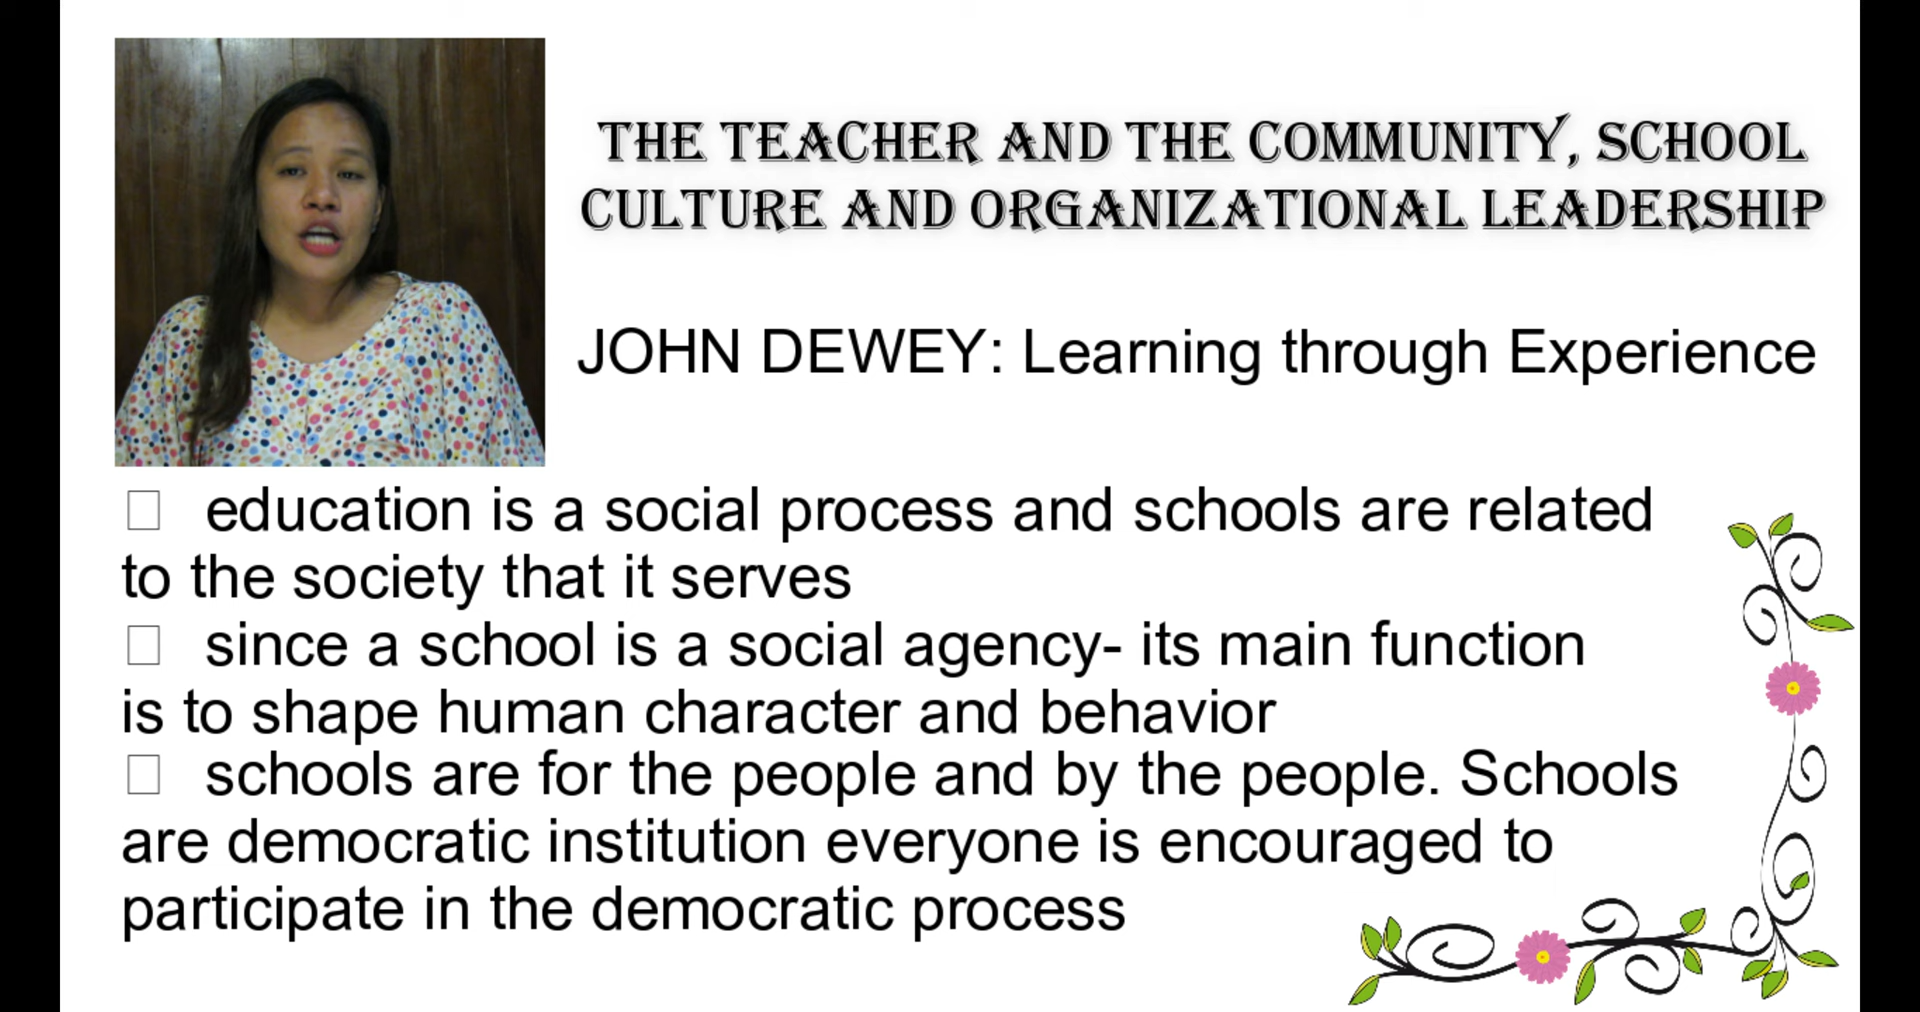 THE TEACHER AND THE COMMUNITY, SCHOOL
CULTURE AND ORGANIZATIONAL LEADERSHIP
JOHN DEWEY: Learning through Experience
education is a social process and schools are related
to the society that it serves
since a school is a social agency- its main function
is to shape human character and behavior
schools are for the people and by the people. Schools
are democratic institution everyone is encouraged to
participate in the democratic process